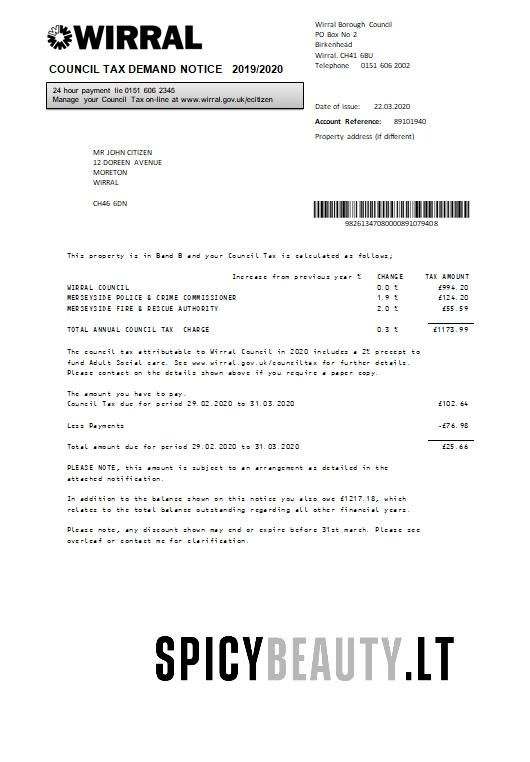 WIRRAL
COUNCIL TAX DEMAND NOTICE 2019/2020
24 hour payment lie 0151 606 2345
Manage your Council Tax on-line at www.wirral.gov.uk/ecitizen
Wirral Borough Council
PO Box No 2
Birkenhead
Wirral. CH41 6BU
Telephone 0151 606 2002
Date of issue: 22.03.2020
Account Reference: 89101940
Property address (if different)
MR JOHN CITIZEN
12 DOREEN AVENUE
MORETON
WIRRAL
CH46 6DN
98261347080000891079408
This property is in Band B and your Council Tax is calculated as follows;
Increase from previous year % CHANGE TAX AMOUNT
WIRRAL COUNCIL 0.0 % £994.20
MERSEYSIDE POLICE & CRIME COMMISSIONER 1.9 % £124.20
MERSEYSIDE FIRE & RESCUE AUTHORITY 2.0 % £55.59
TOTAL ANNUAL COUNCIL TAX CHARGE 0.3 % £1173.99
The council tax attributable to Wirral Council in 2020 includes a 2% precept to
fund Adult Social care. See www.wirral.gov.uk/counciltax for further details.
Please contact on the details shown above if you require a paper copy.
The amount you have to pay.
Council Tax due for period 29.02.2020 to 31.03.2020 £102.64
Less Payments -£76.98
Total amount due for period 29.02.2020 to 31.03.2020 £25.66
PLEASE NOTE, this amount is subject to an arrangement as detailed in the
attached notification.
In addition to the balance shown on this notice you also owe £1217.18, which
relates to the total balance outstanding regarding all other financial years.
Please note, any discount shown may end or expire before 31st march. Please see
overleaf or contact me for clarification.
SPICYBEAUTY.LT